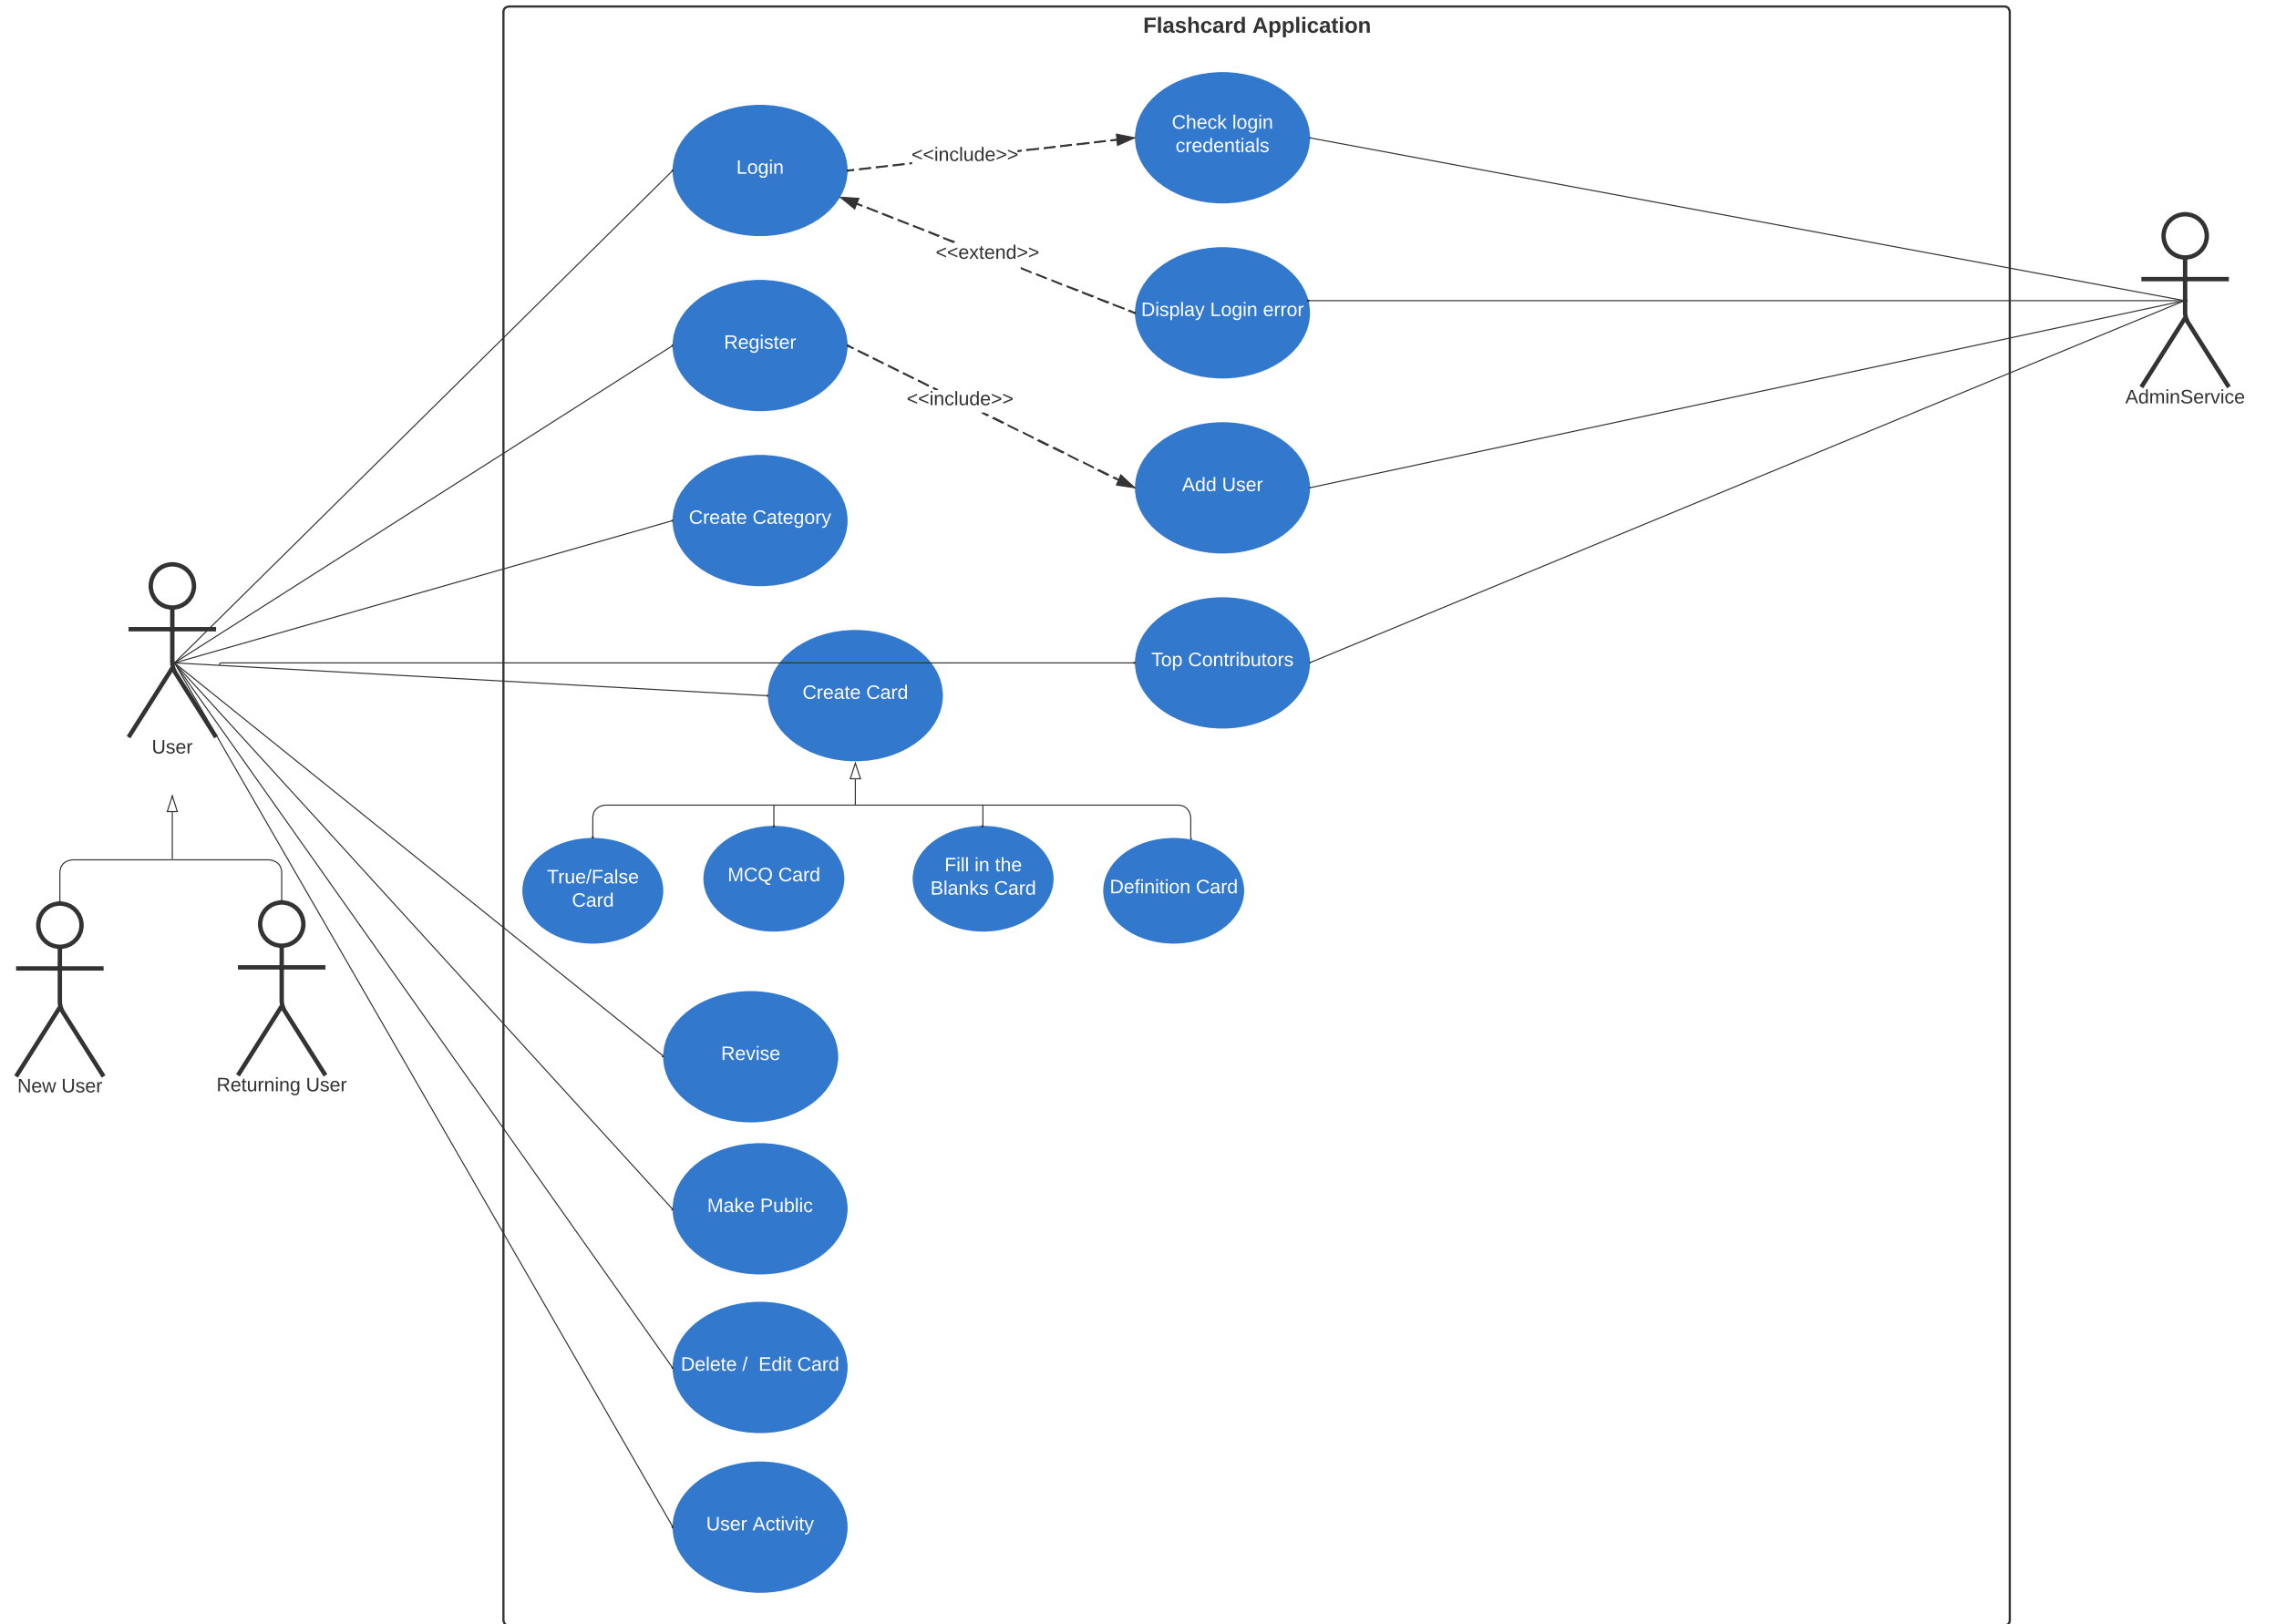 Flashcard Application
Check login
credentials
Login
<<include>>
<<extend>>
Display Login error
Register
<<include>>
AdminService
Add User
Create Category
Top Contributors
Create Card
User
True/False
Card
MCQ Card
Fill in the
Blanks Card
Definition Card
New User
Returning User
Revise
Make Public
Delete /  Edit Card
User Activity